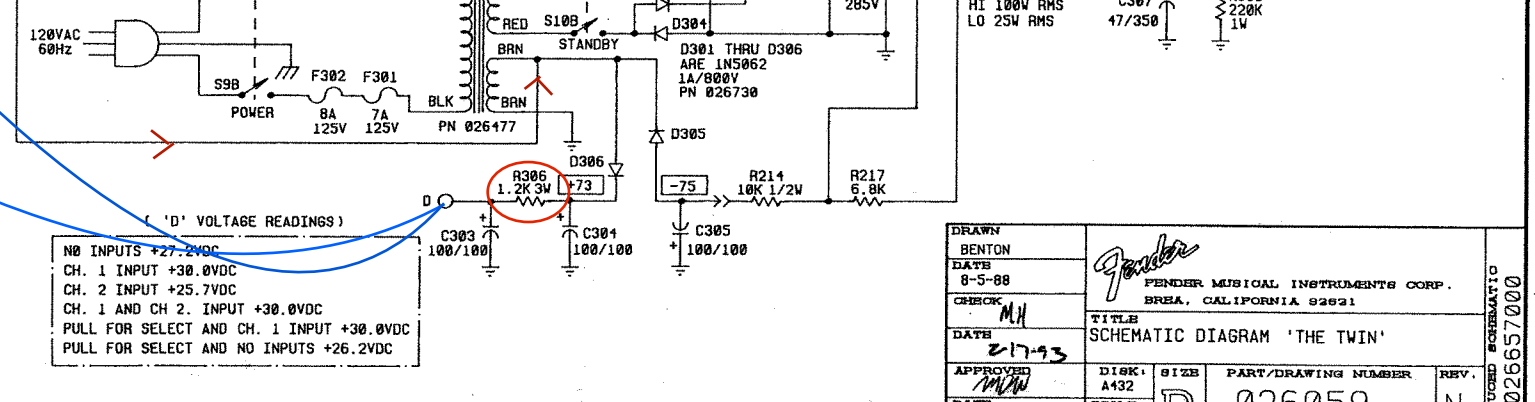 285V
HI 100W RMS
LO 25W RMS
47/350
220K
1W
120VAC
60Hz
RED
S10B
STANDBY
D304
BRN
D301 THRU D306
ARE 1N5062
1A/800V
PN 026730
S9B
POWER
F302
F301
8A
125V
7A
125V
BLK
BRN
PN 026477
D305
D306
R306
1.2K 3W
+73
-75
R214
10K 1/2W
R217
6.8K
D
+
C303
100/100
+
C304
100/100
C305
+
100/100
( 'D' VOLTAGE READINGS)
NO INPUTS +27.2VDC
CH. 1 INPUT +30.0VDC
CH. 2 INPUT +25.7VDC
CH. 1 AND CH 2. INPUT +30.0VDC
PULL FOR SELECT AND CH. 1 INPUT +30.0VDC
PULL FOR SELECT AND NO INPUTS +26.2VDC
DRAWN
BENTON
DATE
8-5-88
CHECK
MH
DATE
2-17-93
APPROVED
MDW
Fender
FENDER MUSICAL INSTRUMENTS CORP.
BREA, CALIFORNIA 92621
TITLE
SCHEMATIC DIAGRAM 'THE TWIN'
DISK:
A432
SIZE
D
PART/DRAWING NUMBER
026059
REV.
N
SCHEMATIC
026657000